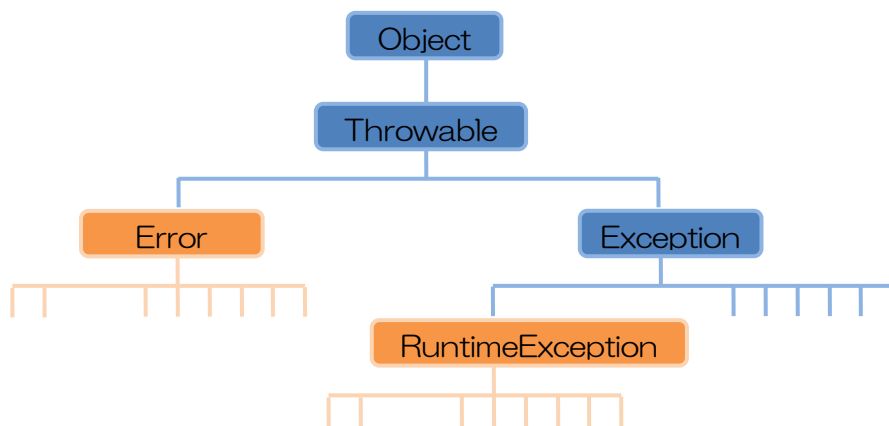 Object
Throwable
Error
Exception
RuntimeException